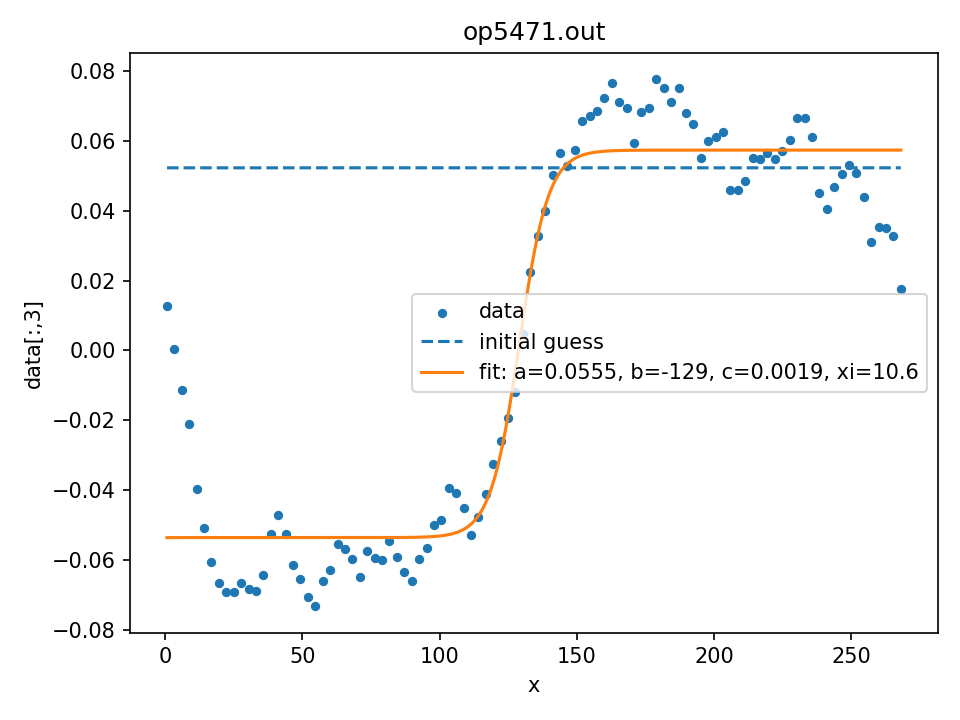 op5471.out
0.08
0.06
0.04
0.02
0.00
−0.02
−0.04
−0.06
−0.08
data[:,3]
data
initial guess
fit: a=0.0555, b=-129, c=0.0019, xi=10.6
0 50 100 150 200 250
x